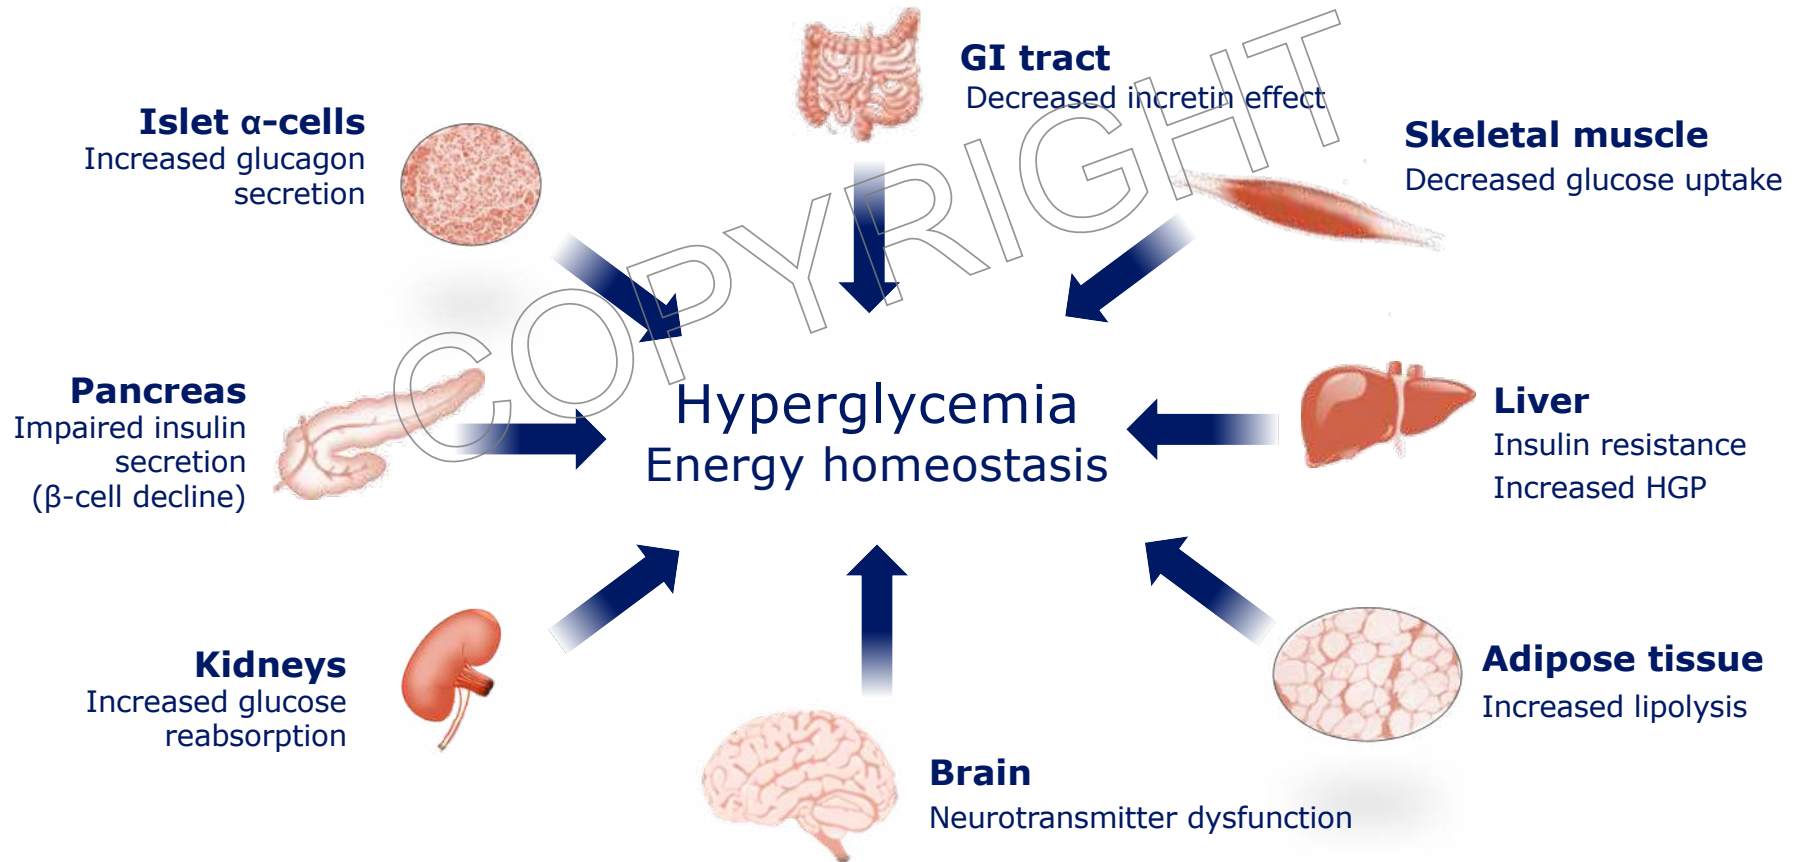 GI tract
Decreased incretin effect
Islet α-cells
Increased glucagon
secretion
Skeletal muscle
Decreased glucose uptake
COPYRIGHT
Pancreas
Impaired insulin
secretion
(β-cell decline)
Hyperglycemia
Energy homeostasis
Liver
Insulin resistance
Increased HGP
Kidneys
Increased glucose
reabsorption
Adipose tissue
Increased lipolysis
Brain
Neurotransmitter dysfunction